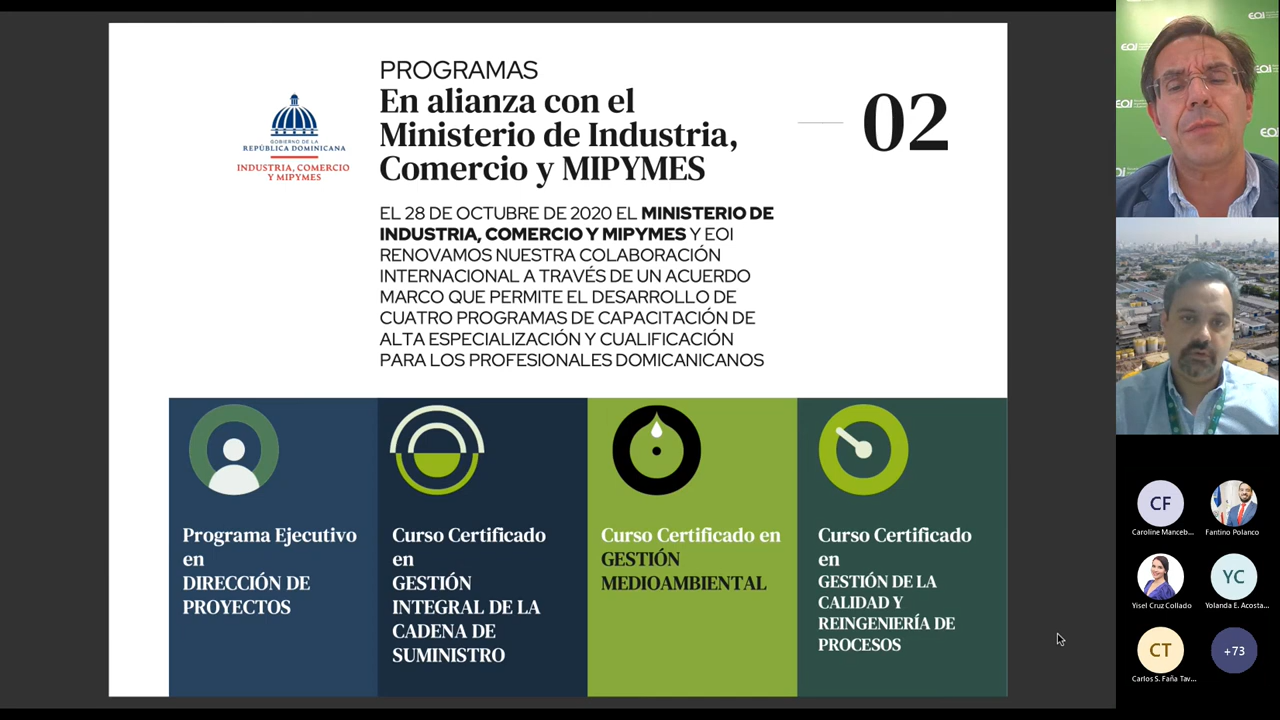 PROGRAMAS
En alianza con el
Ministerio de Industria,
Comercio y MIPYMES
02
GOBIERNO DE LA
REPÚBLICA DOMINICANA
INDUSTRIA, COMERCIO
Y MIPYMES
EL 28 DE OCTUBRE DE 2020 EL MINISTERIO DE
INDUSTRIA, COMERCIO Y MIPYMES Y EOI
RENOVAMOS NUESTRA COLABORACIÓN
INTERNACIONAL A TRAVÉS DE UN ACUERDO
MARCO QUE PERMITE EL DESARROLLO DE
CUATRO PROGRAMAS DE CAPACITACIÓN DE
ALTA ESPECIALIZACIÓN Y CUALIFICACIÓN
PARA LOS PROFESIONALES DOMICANICANOS
Programa Ejecutivo
en
DIRECCIÓN DE
PROYECTOS
Curso Certificado
en
GESTIÓN
INTEGRAL DE LA
CADENA DE
SUMINISTRO
Curso Certificado en
GESTIÓN
MEDIOAMBIENTAL
Curso Certificado
en
GESTIÓN DE LA
CALIDAD Y
REINGENIERÍA DE
PROCESOS
EOI
EOI
EOI
EOI
EOI
CF
Caroline Manceb...
Fantino Polanco
Yisel Cruz Collado
YC
Yolanda E. Acosta...
CT
Carlos S. Faña Tav...
+73